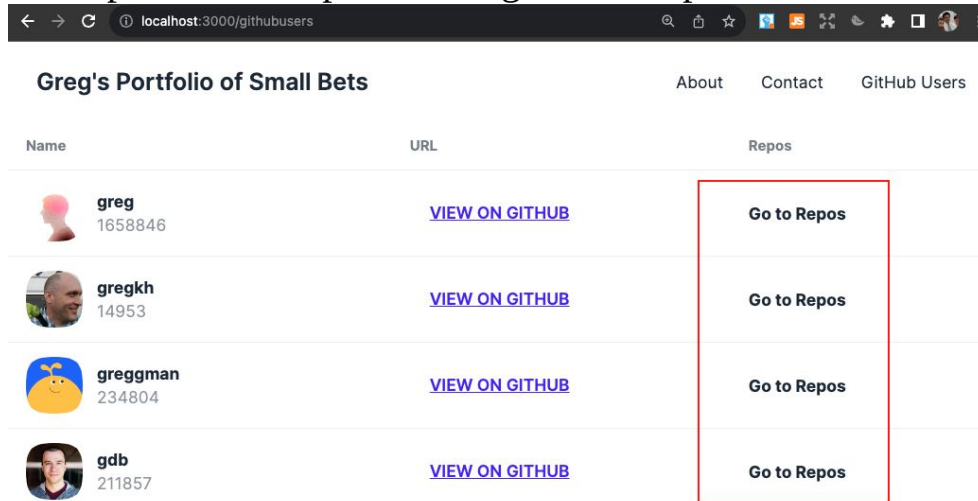 localhost:3000/githubusers
Greg's Portfolio of Small Bets
About Contact GitHub Users
Name URL Repos
greg
1658846
VIEW ON GITHUB
Go to Repos
gregkh
14953
VIEW ON GITHUB
Go to Repos
greggman
234804
VIEW ON GITHUB
Go to Repos
gdb
211857
VIEW ON GITHUB
Go to Repos